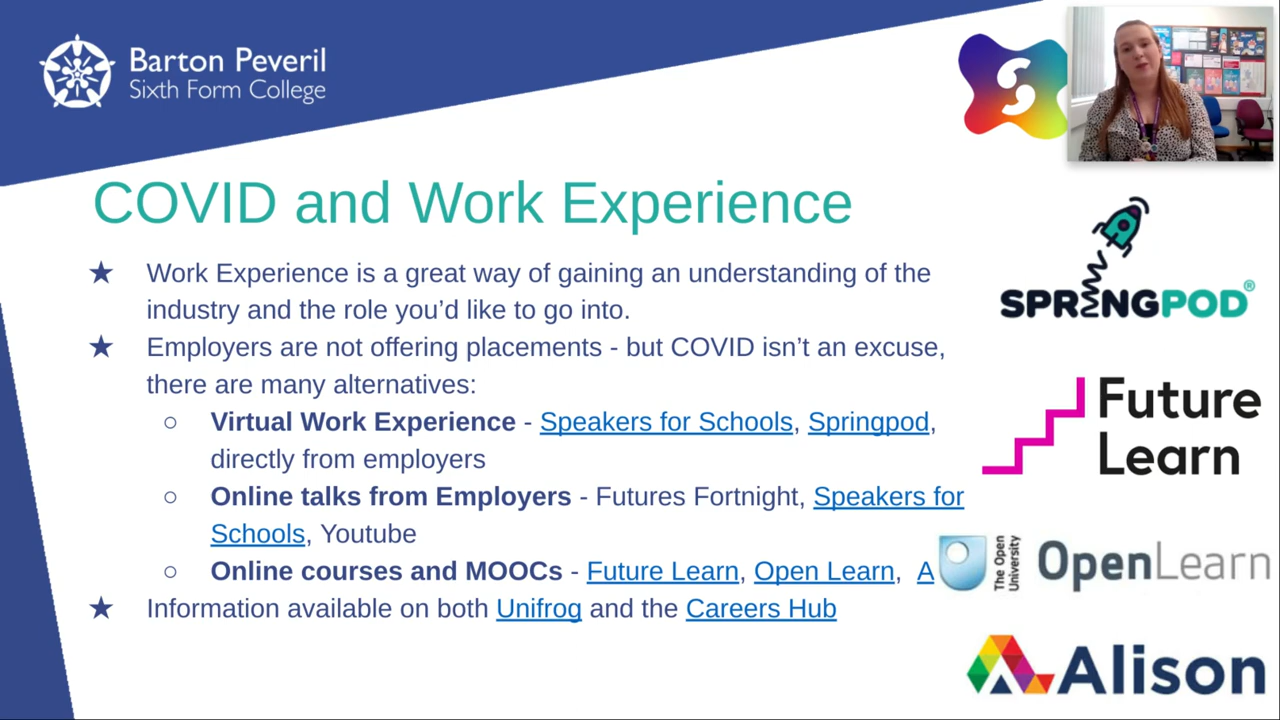 Barton Peveril
Sixth Form College
COVID and Work Experience
★ Work Experience is a great way of gaining an understanding of the
industry and the role you’d like to go into.
★ Employers are not offering placements - but COVID isn’t an excuse,
there are many alternatives:
○ Virtual Work Experience - Speakers for Schools, Springpod,
directly from employers
○ Online talks from Employers - Futures Fortnight, Speakers for
Schools, Youtube
○ Online courses and MOOCs - Future Learn, Open Learn, A
★ Information available on both Unifrog and the Careers Hub
SPRINGPOD®
Future
Learn
The Open
University
OpenLearn
Alison